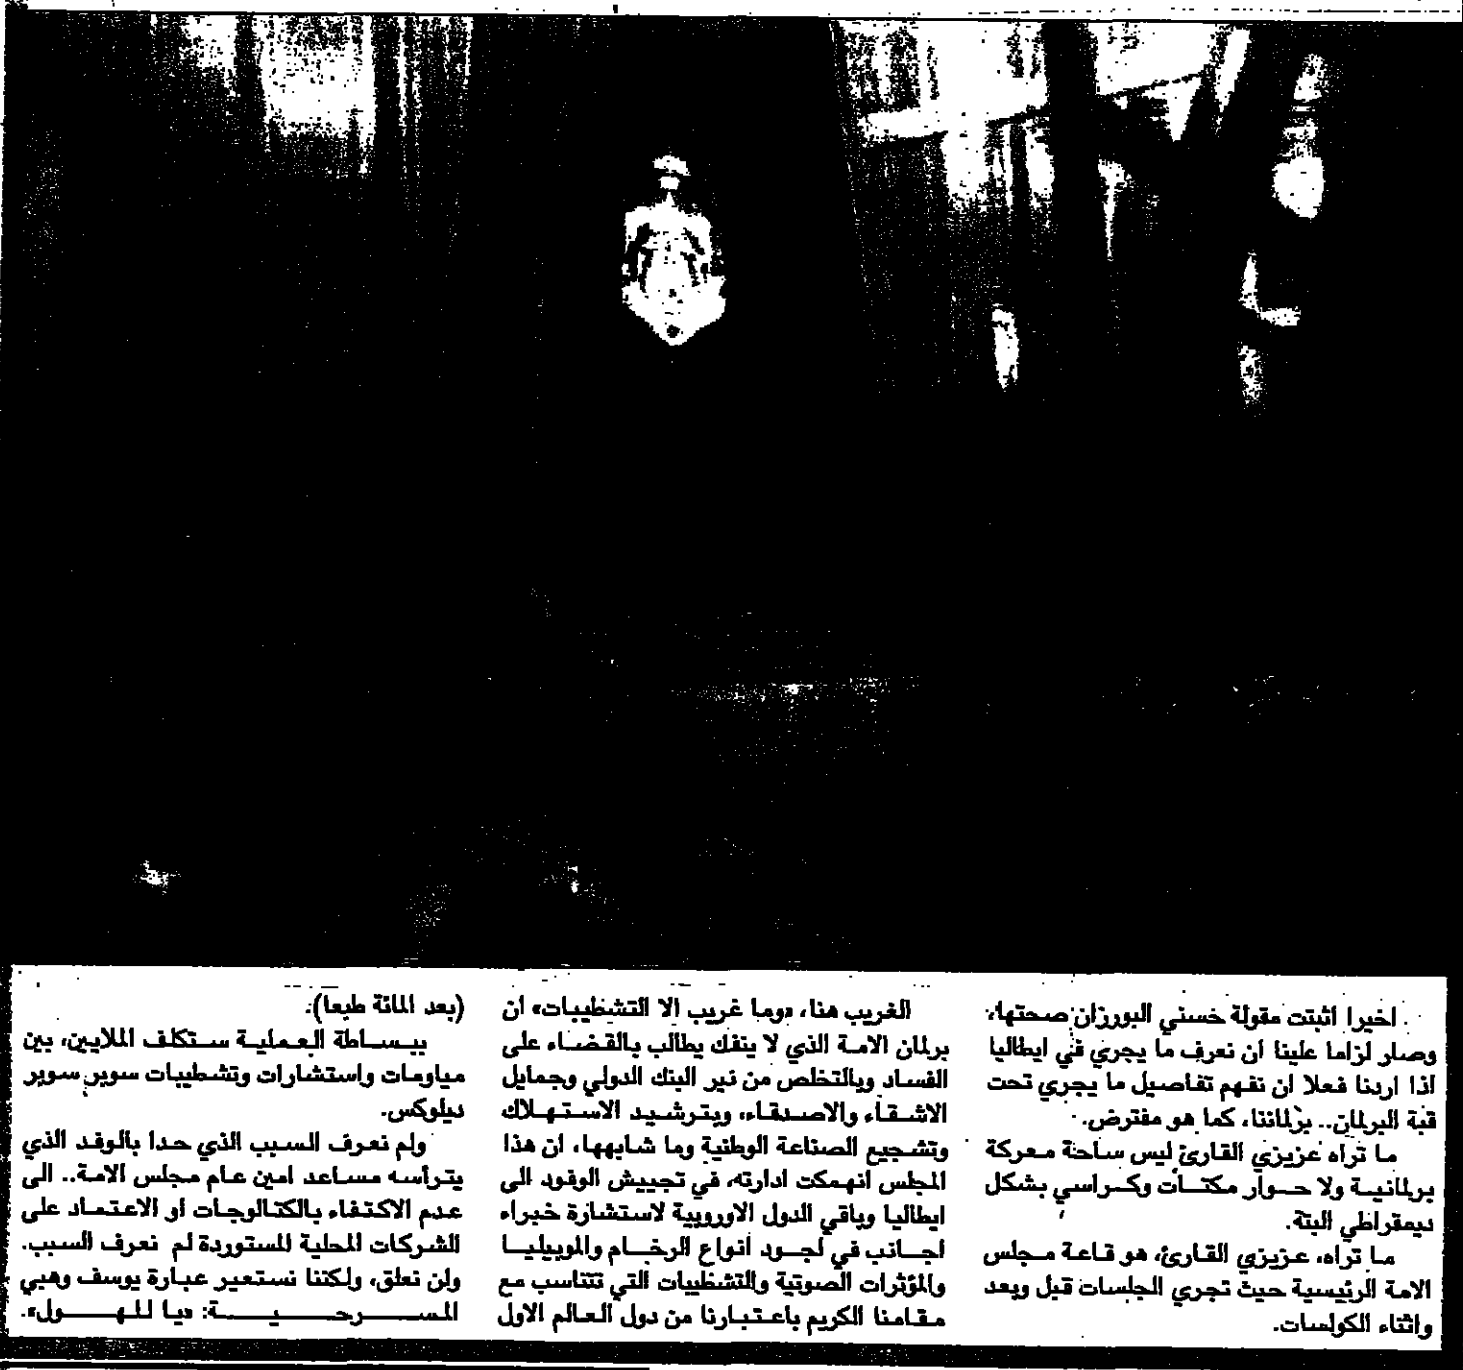 اخيرا اثبتت مقولة حسني البورزان صحتها،
وصار لزاما علينا ان نعرف ما يجري في ايطاليا
اذا اردنا فعلا ان نفهم تفاصيل ما يجري تحت
قبة البرلمان.. برلماننا، كما هو مفترض.
ما تراه عزيزي القارئ ليس ساحة معركة
برلمانية ولا حوار مكتات وكراسي بشكل
ديمقراطي البتة.
ما تراه، عزيزي القارئ، هو قاعة مجلس
الامة الرئيسية حيث تجري الجلسات قبل وبعد
واثناء الكولسات.
الغريب هنا، «وما غريب الا التشطيبات» ان
برلمان الامة الذي لا ينفك يطالب بالقضاء على
الفساد وبالتخلص من نير البنك الدولي وجمايل
الاشقاء والاصدقاء، وبترشيد الاستهلاك
وتشجيع الصناعة الوطنية وما شابهها، ان هذا
المجلس انهمكت ادارته، في تجييش الوفود الى
ايطاليا وباقي الدول الاوروبية لاستشارة خبراء
اجانب في اجود انواع الرخام والموبيليا
والمؤثرات الصوتية والتشطيبات التي تتناسب مع
مقامنا الكريم باعتبارنا من دول العالم الاول
(بعد المائة طبعا).
ببساطة العملية ستكلف الملايين، بين
مياومات واستشارات وتشطيبات سوبر سوبر
ديلوكس.
ولم نعرف السبب الذي حدا بالوفد الذي
يترأسه مساعد امين عام مجلس الامة.. الى
عدم الاكتفاء بالكتالوجات او الاعتماد على
الشركات المحلية المستوردة لم نعرف السبب.
ولن نعلق، ولكننا نستعير عبارة يوسف وهبي
المسرحية: «يا للهول».